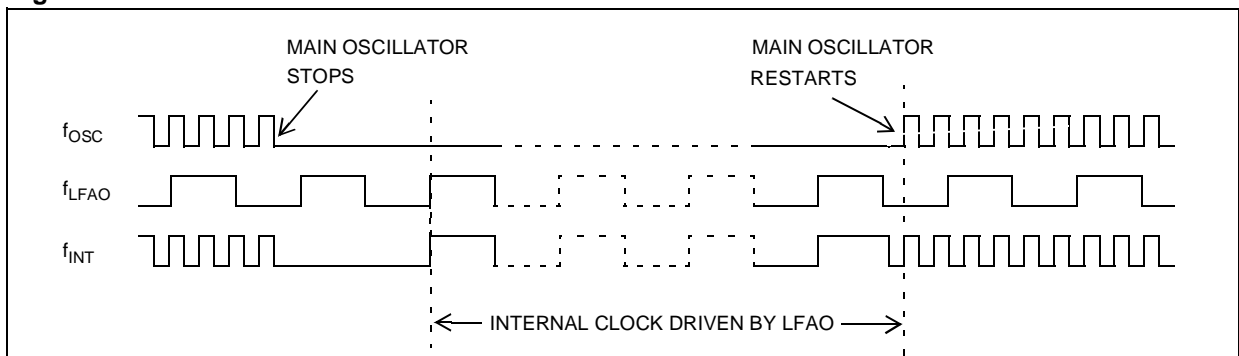 MAIN OSCILLATOR
STOPS
MAIN OSCILLATOR
RESTARTS
fOSC
fLFAO
fINT
INTERNAL CLOCK DRIVEN BY LFAO